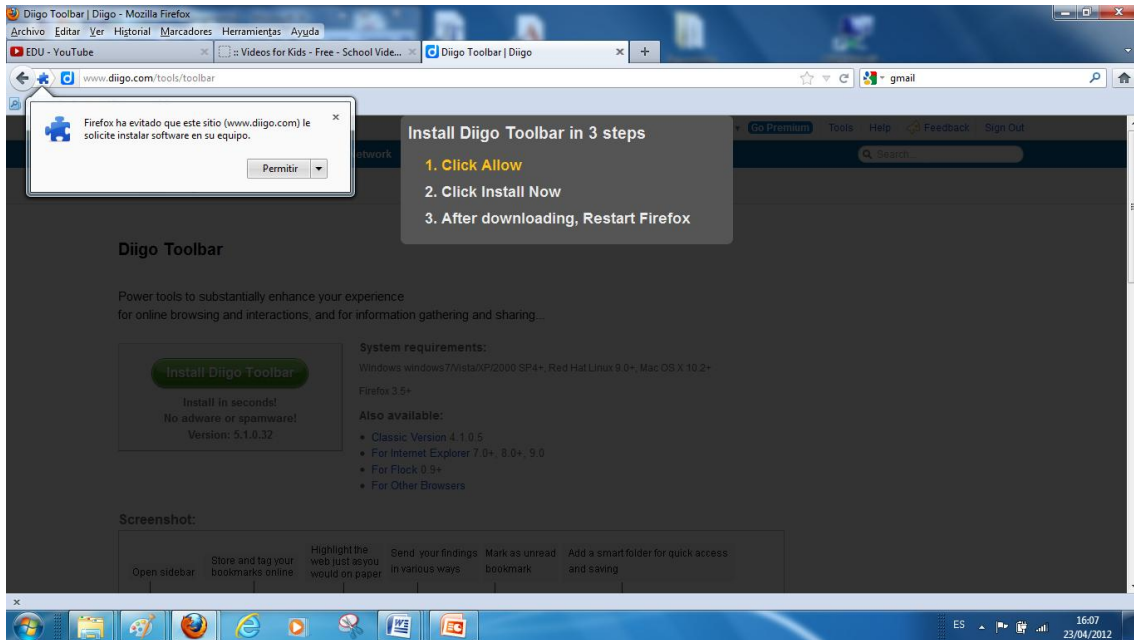 Diigo Toolbar | Diigo - Mozilla Firefox
Archivo Editar Ver Historial Marcadores Herramientas Ayuda
EDU - YouTube
:: Videos for Kids - Free - School Vide...
Diigo Toolbar | Diigo
www.diigo.com/tools/toolbar
gmail
Firefox ha evitado que este sitio (www.diigo.com) le
solicite instalar software en su equipo.
Permitir
Install Diigo Toolbar in 3 steps
1. Click Allow
2. Click Install Now
3. After downloading, Restart Firefox
Go Premium Tools Help Feedback Sign Out
Search...
Diigo Toolbar
Power tools to substantially enhance your experience
for online browsing and interactions, and for information gathering and sharing...
Install Diigo Toolbar
Install in seconds!
No adware or spamware!
Version: 5.1.0.32
System requirements:
Windows windows7/Vista/XP/2000 SP4+, Red Hat Linux 9.0+, Mac OS X 10.2+
Firefox 3.5+
Also available:
• Classic Version 4.1.0.5
• For Internet Explorer 7.0+, 8.0+, 9.0
• For Flock 0.9+
• For Other Browsers
Screenshot:
Open sidebar
Store and tag your
bookmarks online
Highlight the
web just as you
would on paper
Send your findings
in various ways
Mark as unread
bookmark
Add a smart folder for quick access
and saving
ES
16:07
23/04/2012